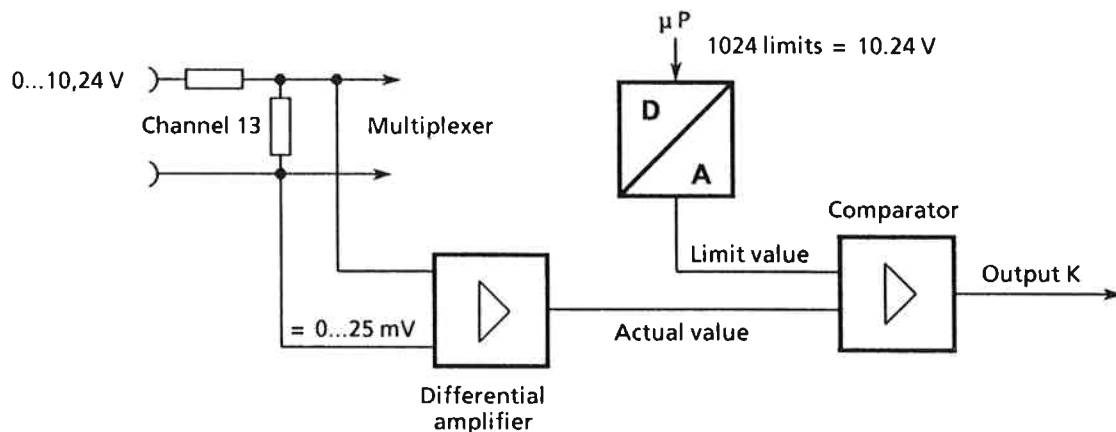 µ P
1024 limits = 10.24 V
0...10,24 V
Channel 13
Multiplexer
D
A
Comparator
Limit value
Output K
= 0...25 mV
Actual value
Differential
amplifier